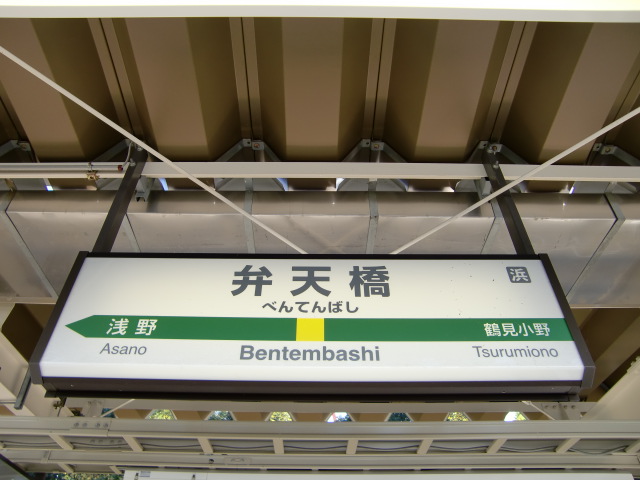 弁天橋
浜
べんてんばし
浅野
鶴見小野
Asano
Bentembashi
Tsurumiono